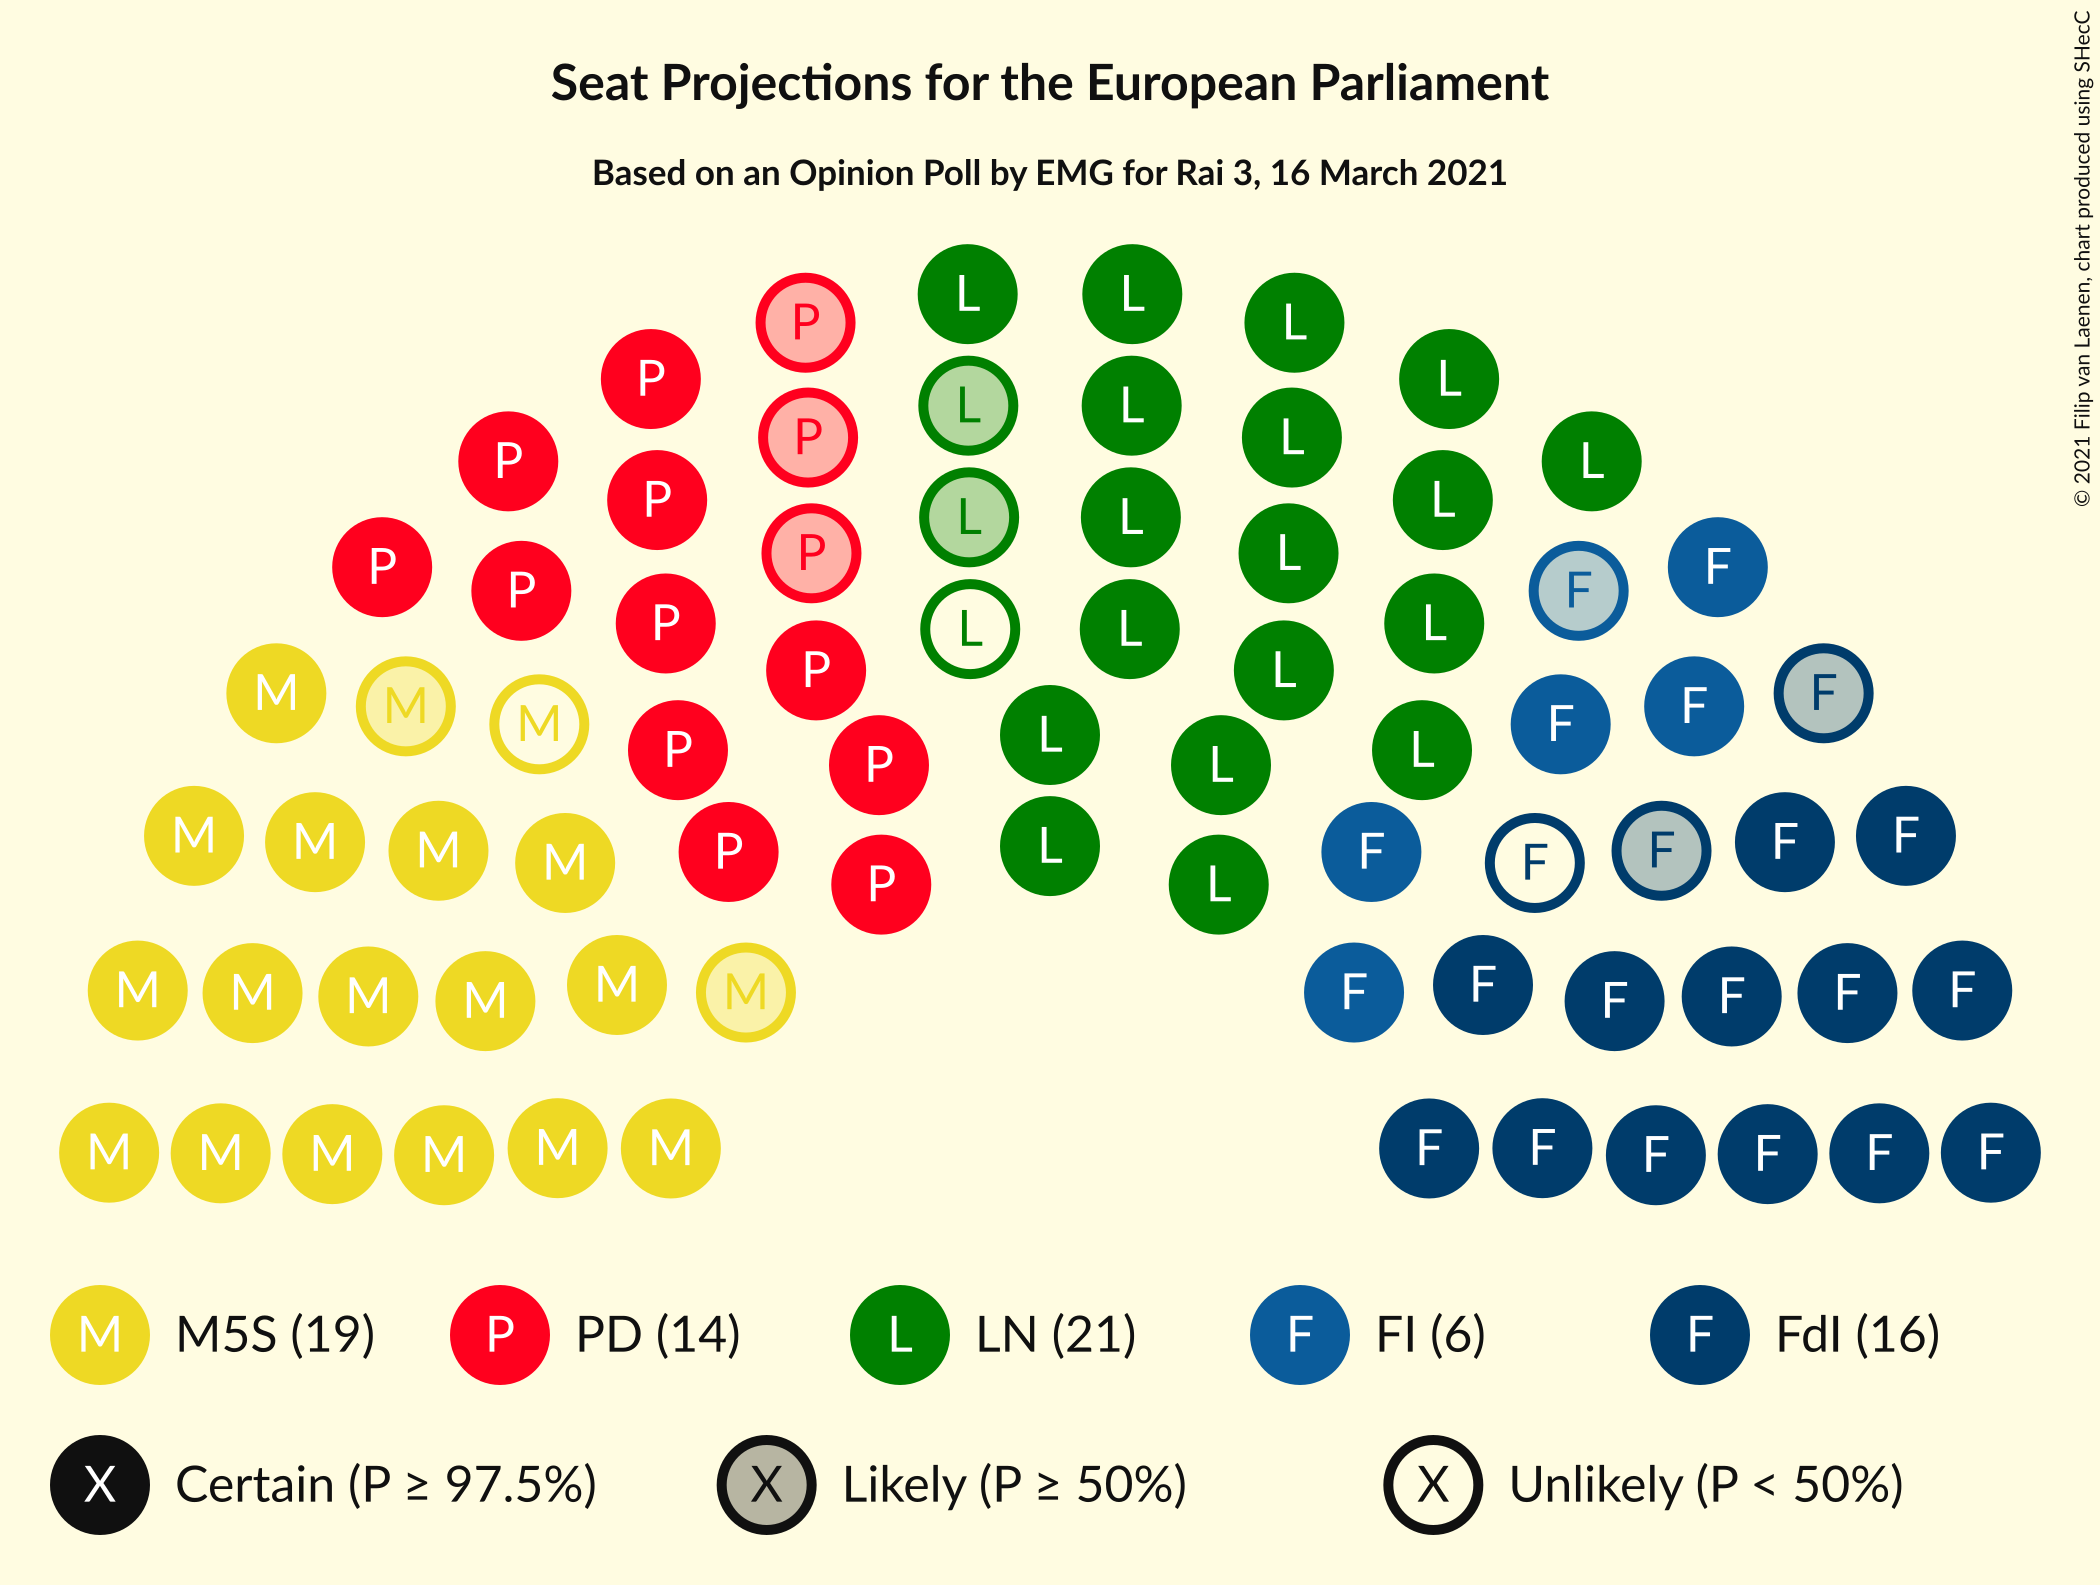 Seat Projections for the European Parliament
Based on an Opinion Poll by EMG for Rai 3, 16 March 2021
© 2021 Filip van Laenen, chart produced using SHecC
L L
P L L
P L L
L L
P L L
P L
P L
P L
P L
L L
P L
P F
P F
P L
L L
P L
P L
M F
M F
M F
P L
L
P L
M M M M F F F F
P F
L
P L
M M F F
M M M M M F F F F F
M F
M M M M M M F F F F F F
M M5S (19) P PD (14) L LN (21) F FI (6) F FdI (16)
X Certain (P ≥ 97.5%) X Likely (P ≥ 50%) X Unlikely (P < 50%)